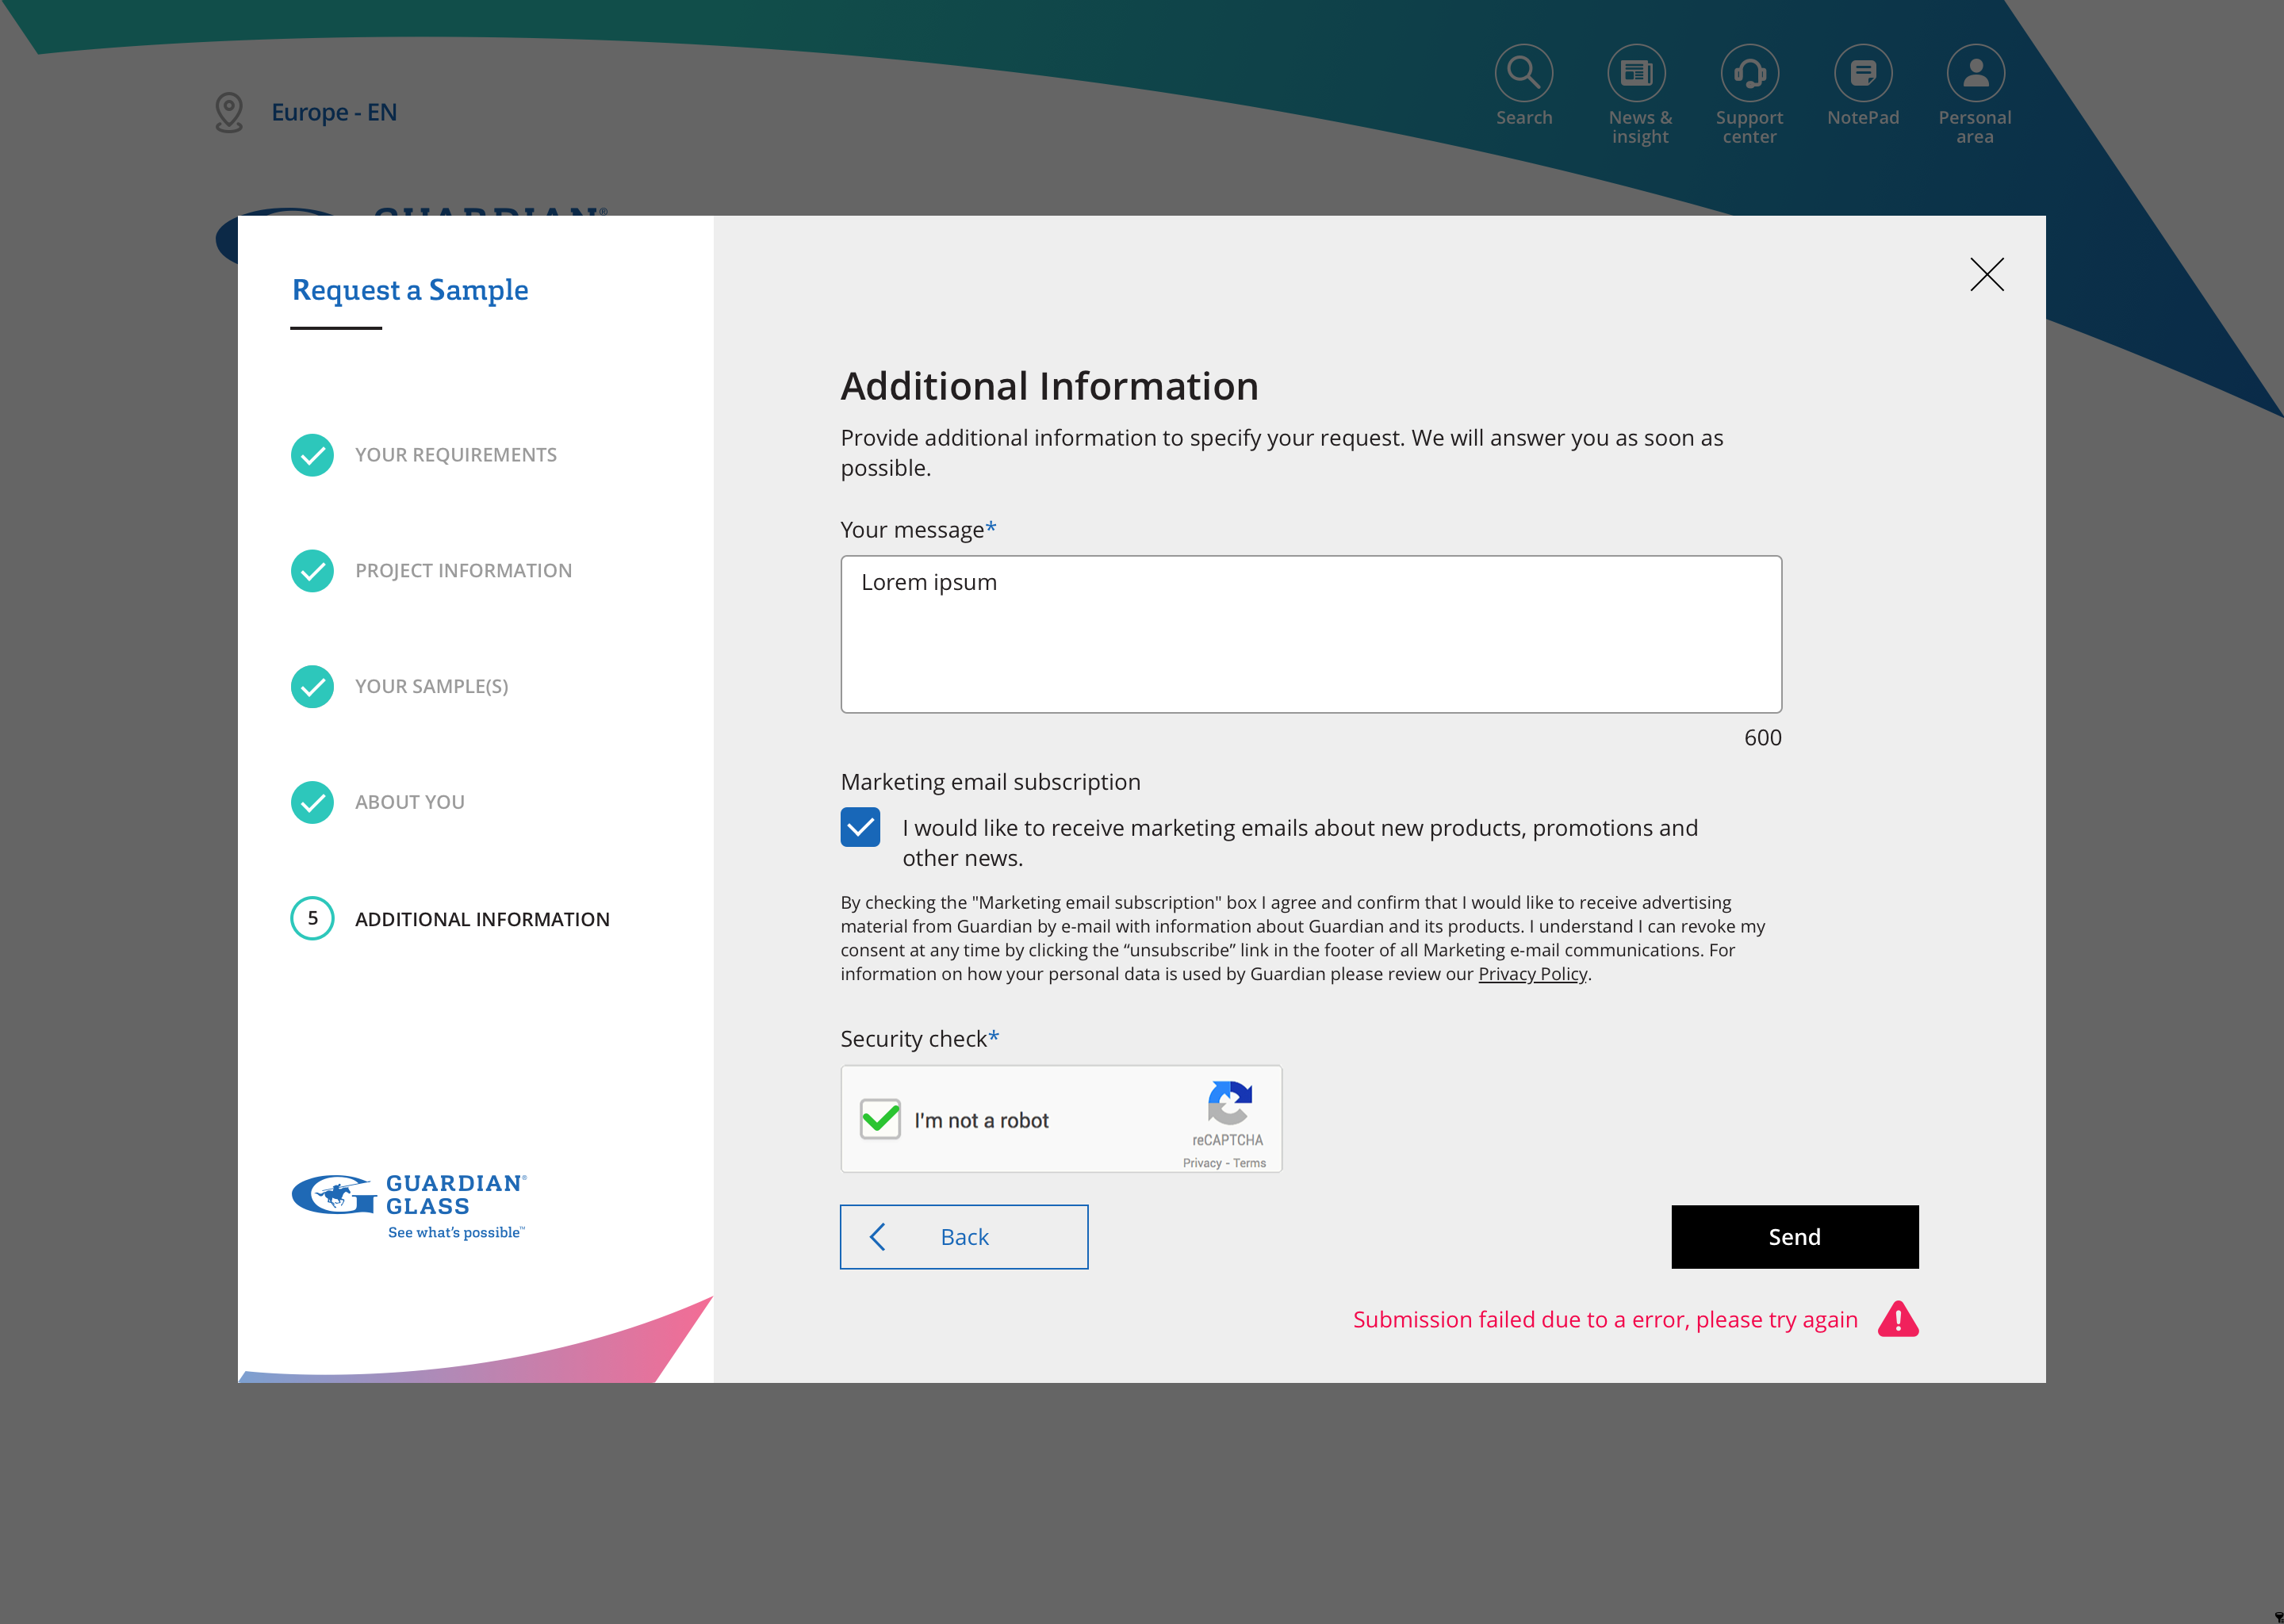 Europe - EN
Search
News & insight
Support center
NotePad
Personal area
GUARDIAN®
Request a Sample
YOUR REQUIREMENTS
PROJECT INFORMATION
YOUR SAMPLE(S)
ABOUT YOU
5 ADDITIONAL INFORMATION
GUARDIAN®
GLASS
See what's possible™
Additional Information
Provide additional information to specify your request. We will answer you as soon as
possible.
Your message*
Lorem ipsum
600
Marketing email subscription
I would like to receive marketing emails about new products, promotions and
other news.
By checking the "Marketing email subscription" box I agree and confirm that I would like to receive advertising
material from Guardian by e-mail with information about Guardian and its products. I understand I can revoke my
consent at any time by clicking the “unsubscribe” link in the footer of all Marketing e-mail communications. For
information on how your personal data is used by Guardian please review our Privacy Policy.
Security check*
I'm not a robot
reCAPTCHA
Privacy - Terms
Back
Send
Submission failed due to a error, please try again